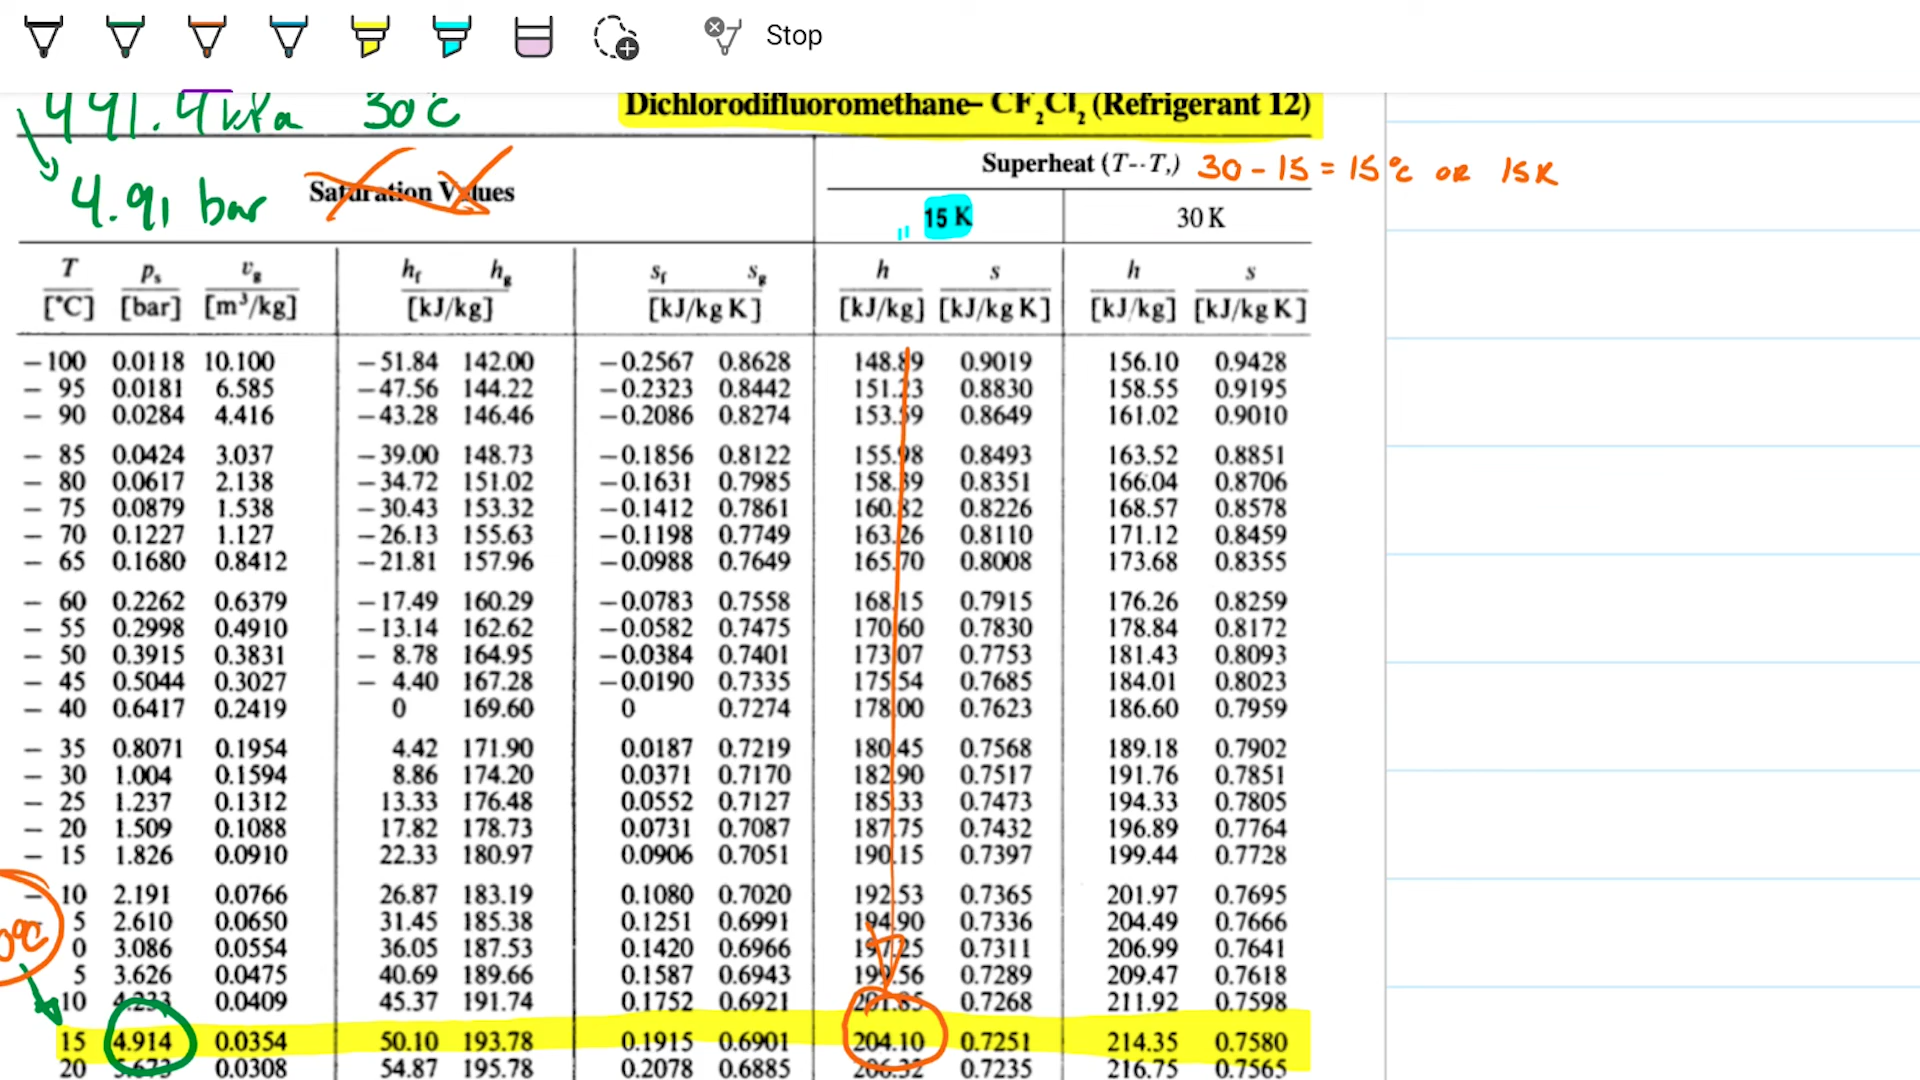 Stop
491.4 kPa 30°C
Dichlorodifluoromethane– CF₂Cl₂ (Refrigerant 12)
4.91 bar
Saturation Values
Superheat (T--T,) 30 - 15 = 15°C OR 15K
15 K 30 K
T pₛ v_g h_f h_g s_f s_g h s h s
[°C] [bar] [m³/kg] [kJ/kg] [kJ/kg K] [kJ/kg] [kJ/kg K] [kJ/kg] [kJ/kg K]
– 100 0.0118 10.100 – 51.84 142.00 – 0.2567 0.8628 148.89 0.9019 156.10 0.9428
– 95 0.0181 6.585 – 47.56 144.22 – 0.2323 0.8442 151.23 0.8830 158.55 0.9195
– 90 0.0284 4.416 – 43.28 146.46 – 0.2086 0.8274 153.59 0.8649 161.02 0.9010
– 85 0.0424 3.037 – 39.00 148.73 – 0.1856 0.8122 155.98 0.8493 163.52 0.8851
– 80 0.0617 2.138 – 34.72 151.02 – 0.1631 0.7985 158.39 0.8351 166.04 0.8706
– 75 0.0879 1.538 – 30.43 153.32 – 0.1412 0.7861 160.82 0.8226 168.57 0.8578
– 70 0.1227 1.127 – 26.13 155.63 – 0.1198 0.7749 163.26 0.8110 171.12 0.8459
– 65 0.1680 0.8412 – 21.81 157.96 – 0.0988 0.7649 165.70 0.8008 173.68 0.8355
– 60 0.2262 0.6379 – 17.49 160.29 – 0.0783 0.7558 168.15 0.7915 176.26 0.8259
– 55 0.2998 0.4910 – 13.14 162.62 – 0.0582 0.7475 170.60 0.7830 178.84 0.8172
– 50 0.3915 0.3831 – 8.78 164.95 – 0.0384 0.7401 173.07 0.7753 181.43 0.8093
– 45 0.5044 0.3027 – 4.40 167.28 – 0.0190 0.7335 175.54 0.7685 184.01 0.8023
– 40 0.6417 0.2419 0 169.60 0 0.7274 178.00 0.7623 186.60 0.7959
– 35 0.8071 0.1954 4.42 171.90 0.0187 0.7219 180.45 0.7568 189.18 0.7902
– 30 1.004 0.1594 8.86 174.20 0.0371 0.7170 182.90 0.7517 191.76 0.7851
– 25 1.237 0.1312 13.33 176.48 0.0552 0.7127 185.33 0.7473 194.33 0.7805
– 20 1.509 0.1088 17.82 178.73 0.0731 0.7087 187.75 0.7432 196.89 0.7764
– 15 1.826 0.0910 22.33 180.97 0.0906 0.7051 190.15 0.7397 199.44 0.7728
– 10 2.191 0.0766 26.87 183.19 0.1080 0.7020 192.53 0.7365 201.97 0.7695
– 5 2.610 0.0650 31.45 185.38 0.1251 0.6991 194.90 0.7336 204.49 0.7666
0 3.086 0.0554 36.05 187.53 0.1420 0.6966 197.25 0.7311 206.99 0.7641
5 3.626 0.0475 40.69 189.66 0.1587 0.6943 199.56 0.7289 209.47 0.7618
10 4.233 0.0409 45.37 191.74 0.1752 0.6921 201.85 0.7268 211.92 0.7598
15 4.914 0.0354 50.10 193.78 0.1915 0.6901 204.10 0.7251 214.35 0.7580
20 5.673 0.0308 54.87 195.78 0.2078 0.6885 206.32 0.7235 216.75 0.7565